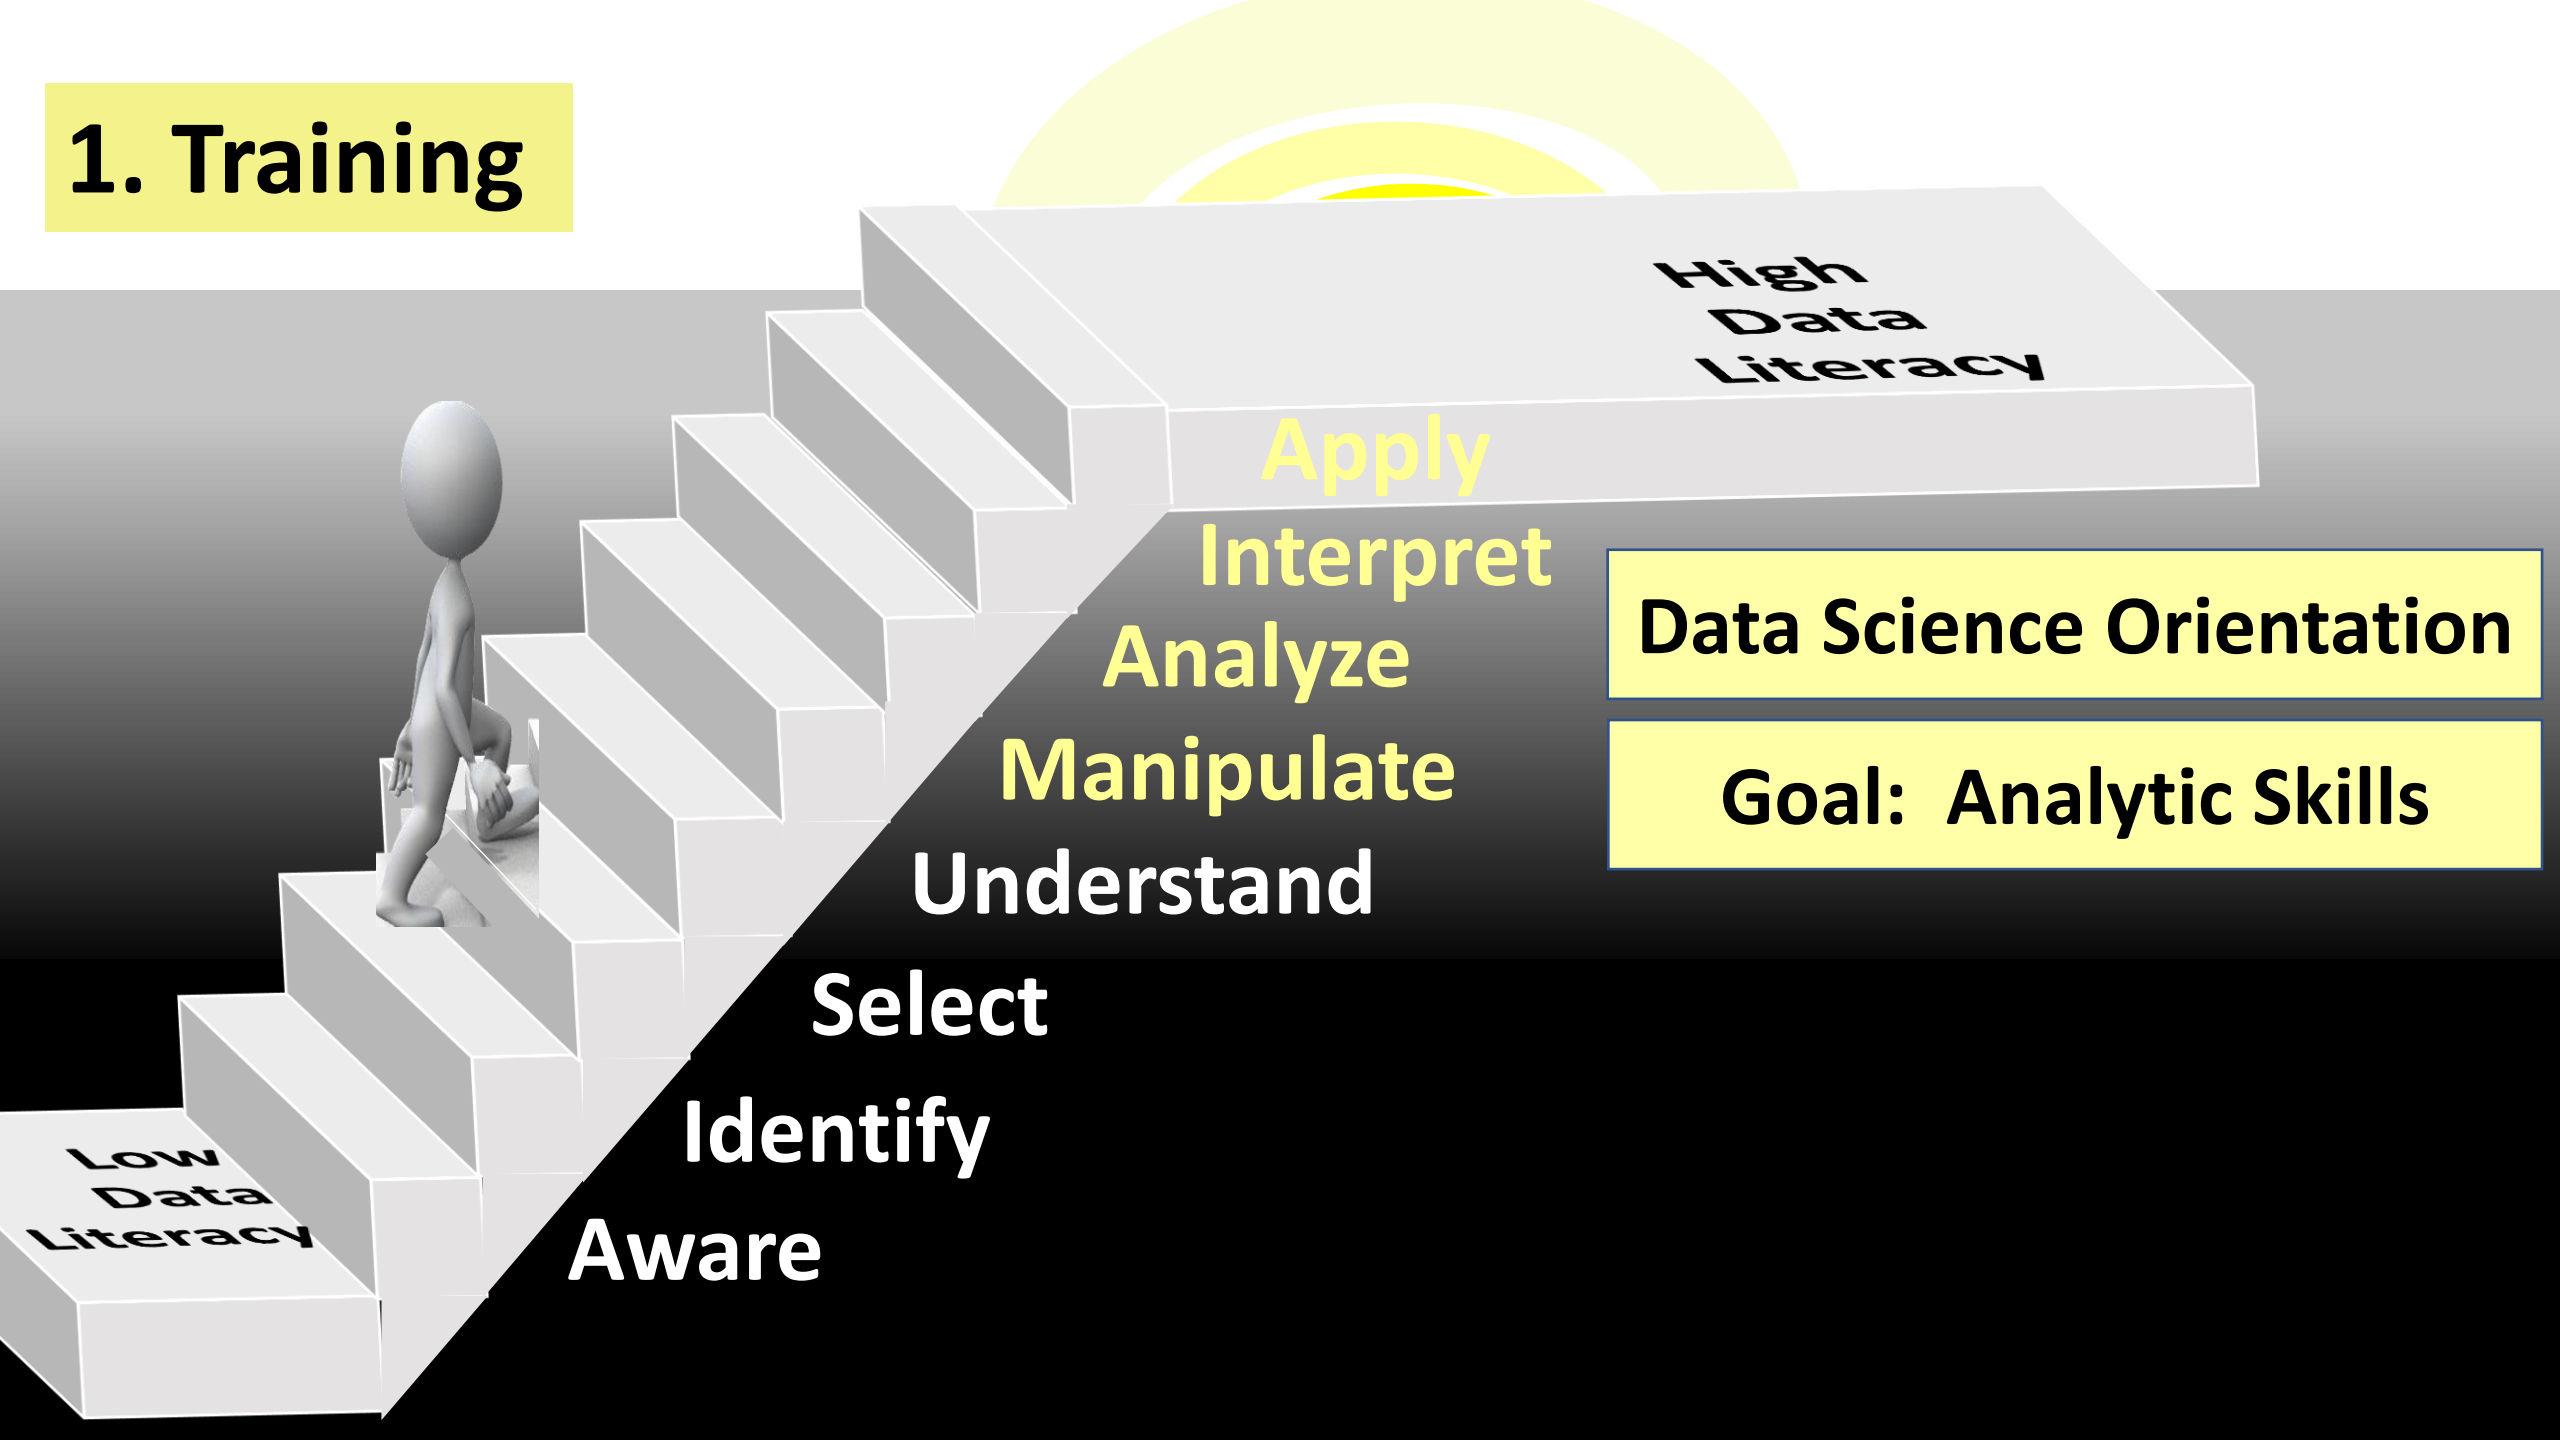 1. Training
High
Data
Literacy
Apply
Interpret
Analyze
Manipulate
Understand
Select
Identify
Aware
Data Science Orientation
Goal: Analytic Skills
Low
Data
Literacy